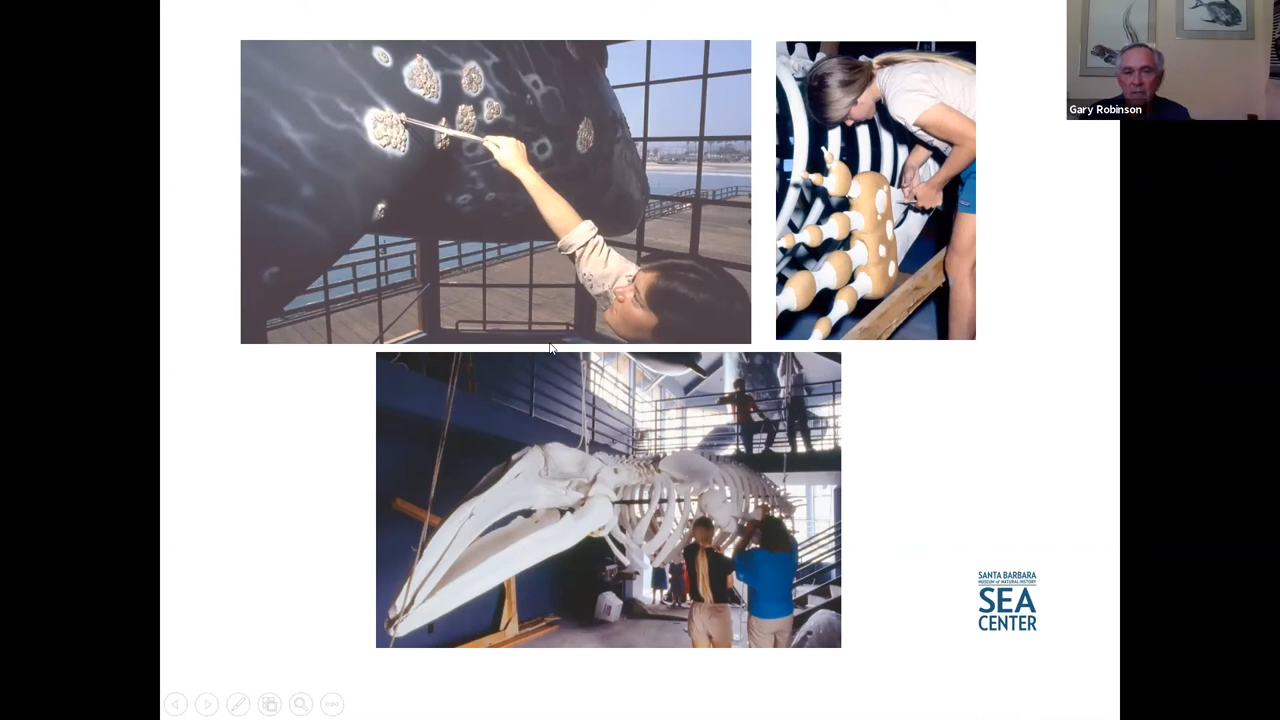 Gary Robinson
SANTA BARBARA
MUSEUM of NATURAL HISTORY
SEA
CENTER